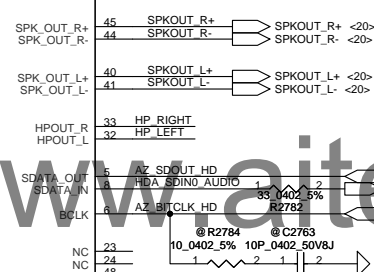 SPK_OUT_R+ 45 SPKOUT_R+ SPKOUT_R+ <20>
SPK_OUT_R- 44 SPKOUT_R- SPKOUT_R- <20>
SPK_OUT_L+ 40 SPKOUT_L+ SPKOUT_L+ <20>
SPK_OUT_L- 41 SPKOUT_L- SPKOUT_L- <20>
HPOUT_R 33 HP_RIGHT
HPOUT_L 32 HP_LEFT
www.aite
SDATA_OUT 5 AZ_SDOUT_HD
SDATA_IN 8 HDA_SDIN0_AUDIO 1 2
33_0402_5%
BCLK 6 AZ_BITCLK_HD R2782
@R2784 @C2763
NC 23 10_0402_5% 10P_0402_50V8J
NC 24 1 2 1 2
48